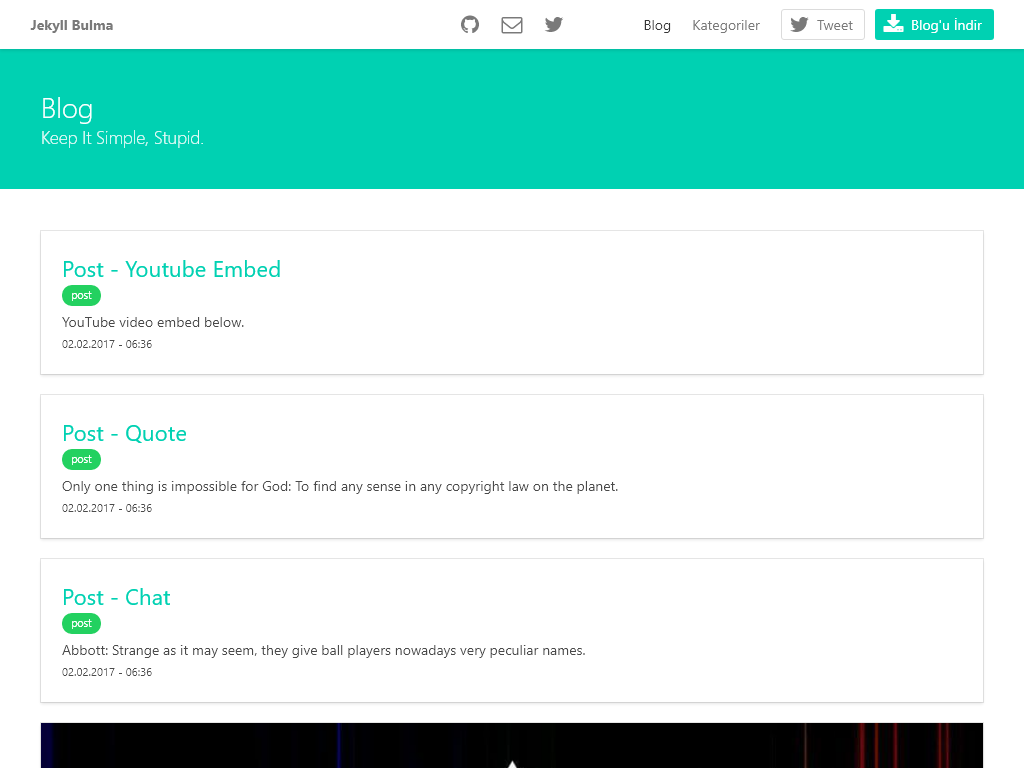 Jekyll Bulma
Blog
Kategoriler
Tweet
Blog'u İndir
Blog
Keep It Simple, Stupid.
Post - Youtube Embed
post
YouTube video embed below.
02.02.2017 - 06:36
Post - Quote
post
Only one thing is impossible for God: To find any sense in any copyright law on the planet.
02.02.2017 - 06:36
Post - Chat
post
Abbott: Strange as it may seem, they give ball players nowadays very peculiar names.
02.02.2017 - 06:36